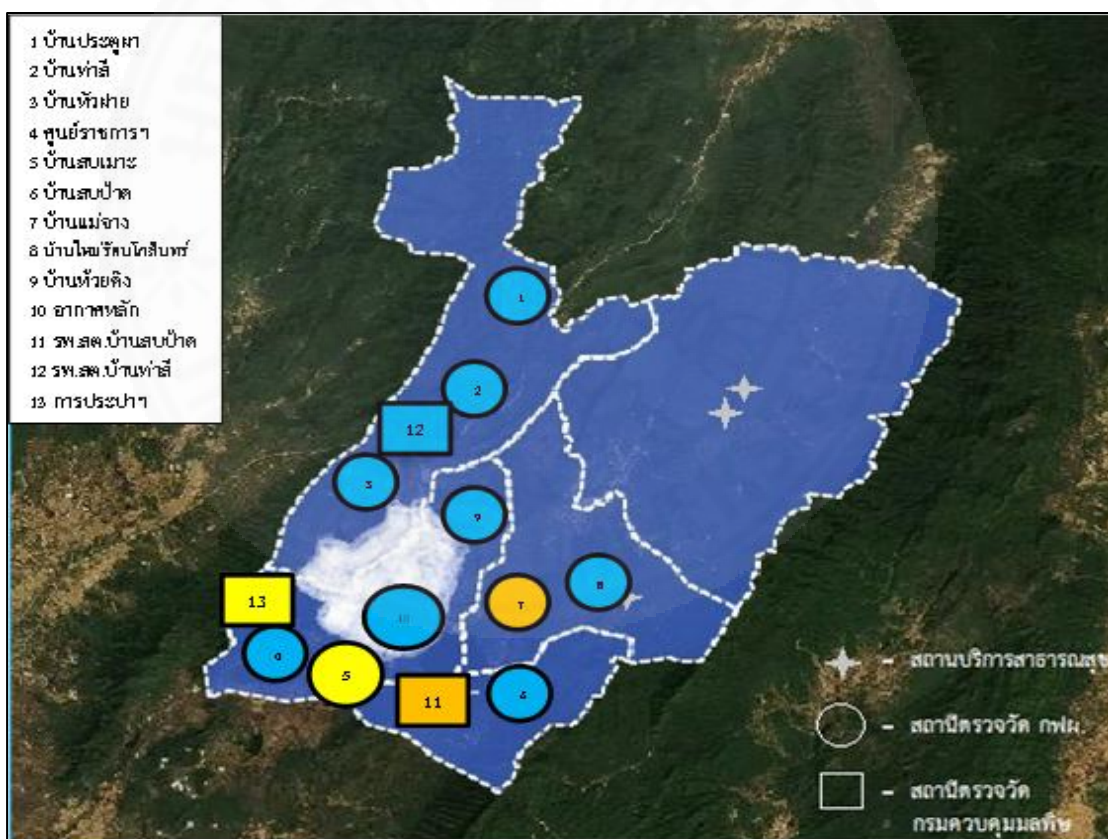 1 บ้านประตูผา
2 บ้านท่าสี
3 บ้านหัวฝาย
4 ศูนย์ราชการฯ
5 บ้านสบเมาะ
6 บ้านสบป้าด
7 บ้านแม่จาง
8 บ้านใหม่รัตนโกสินทร์
9 บ้านห้วยคิง
10 อากาศหลัก
11 รพ.สต.บ้านสบป้าด
12 รพ.สต.บ้านท่าสี
13 การประปาฯ
1
2
12
3
9
8
7
13
10
4
5
11
6
สถานบริการสาธารณสุข
- สถานีตรวจวัด กฟผ.
- สถานีตรวจวัด
กรมควบคุมมลพิษ